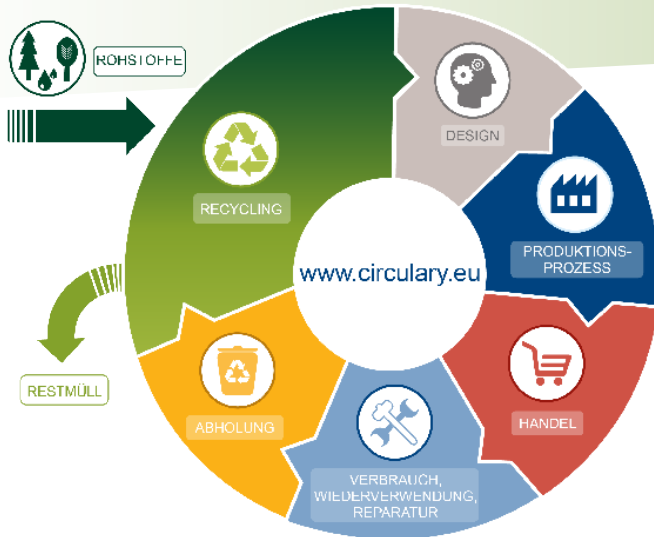 ROHSTOFFE
DESIGN
RECYCLING
PRODUKTIONS-
PROZESS
www.circulary.eu
RESTMÜLL
ABHOLUNG
HANDEL
VERBRAUCH,
WIEDERVERWENDUNG,
REPARATUR